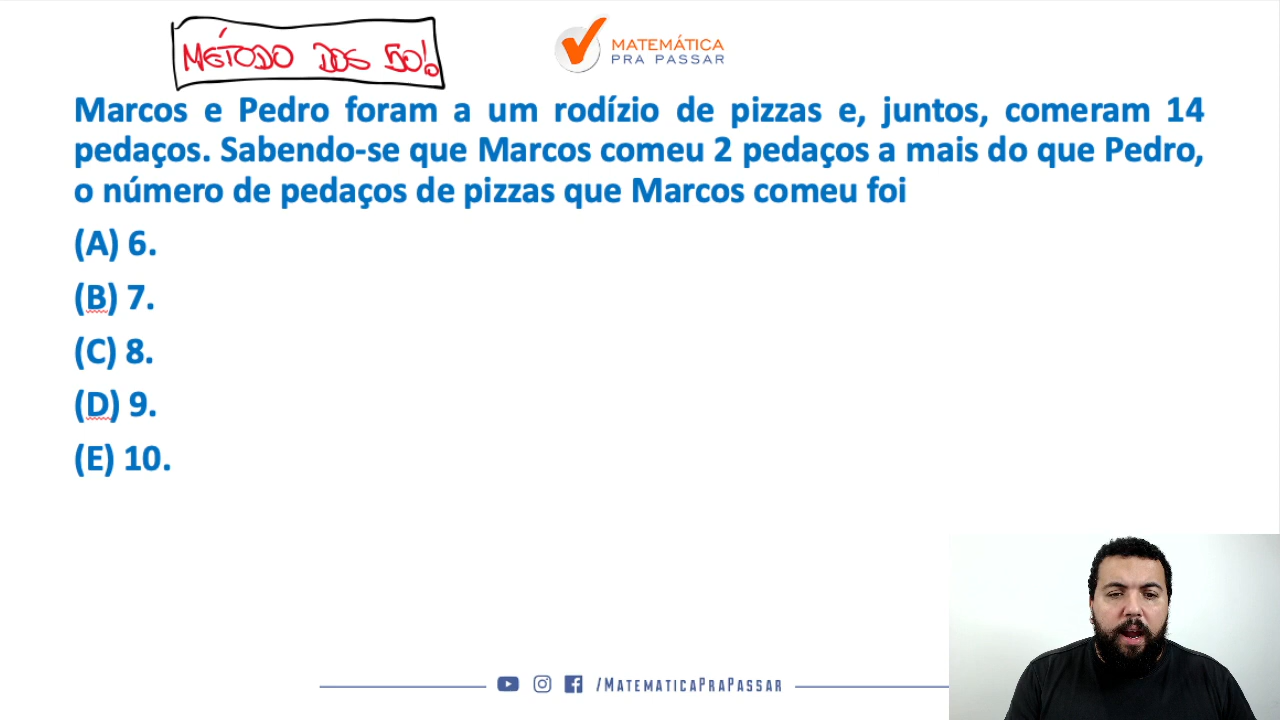 MÉTODO DOS 50!
MATEMÁTICA
PRA PASSAR
Marcos e Pedro foram a um rodízio de pizzas e, juntos, comeram 14
pedaços. Sabendo-se que Marcos comeu 2 pedaços a mais do que Pedro,
o número de pedaços de pizzas que Marcos comeu foi
(A) 6.
(B) 7.
(C) 8.
(D) 9.
(E) 10.
/MATEMATICAPRAPASSAR